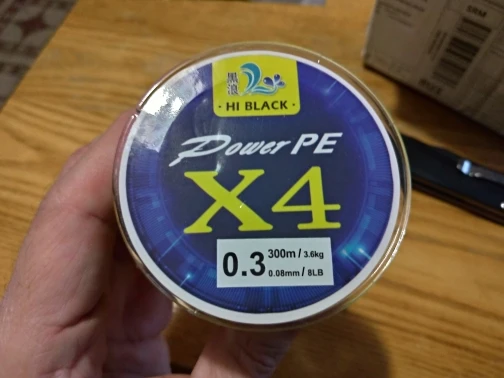 黑浪
· HI BLACK ·
Power PE
X4
0.3 300m / 3.6kg
0.08mm / 8LB